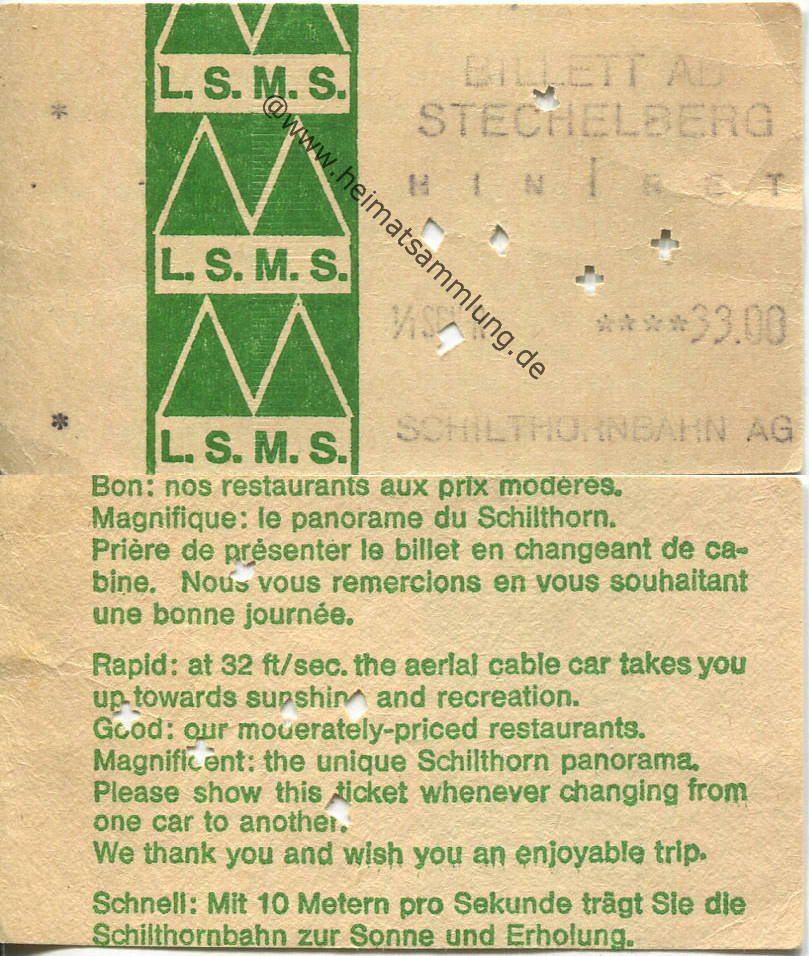 L. S. M. S.
L. S. M. S.
L. S. M. S.
BILLETT AB
STECHELBERG
HIN RET
****33.00
SCHILTHORNBAHN AG
@www.heimatsammlung.de
Bon: nos restaurants aux prix modérés.
Magnifique: le panorame du Schilthorn.
Prière de présenter le billet en changeant de ca-
bine. Nous vous remercions en vous souhaitant
une bonne journée.
Rapid: at 32 ft/sec. the aerial cable car takes you
up towards sunshine and recreation.
Good: our moderately-priced restaurants.
Magnificent: the unique Schilthorn panorama.
Please show this ticket whenever changing from
one car to another.
We thank you and wish you an enjoyable trip.
Schnell: Mit 10 Metern pro Sekunde trägt Sie die
Schilthornbahn zur Sonne und Erholung.